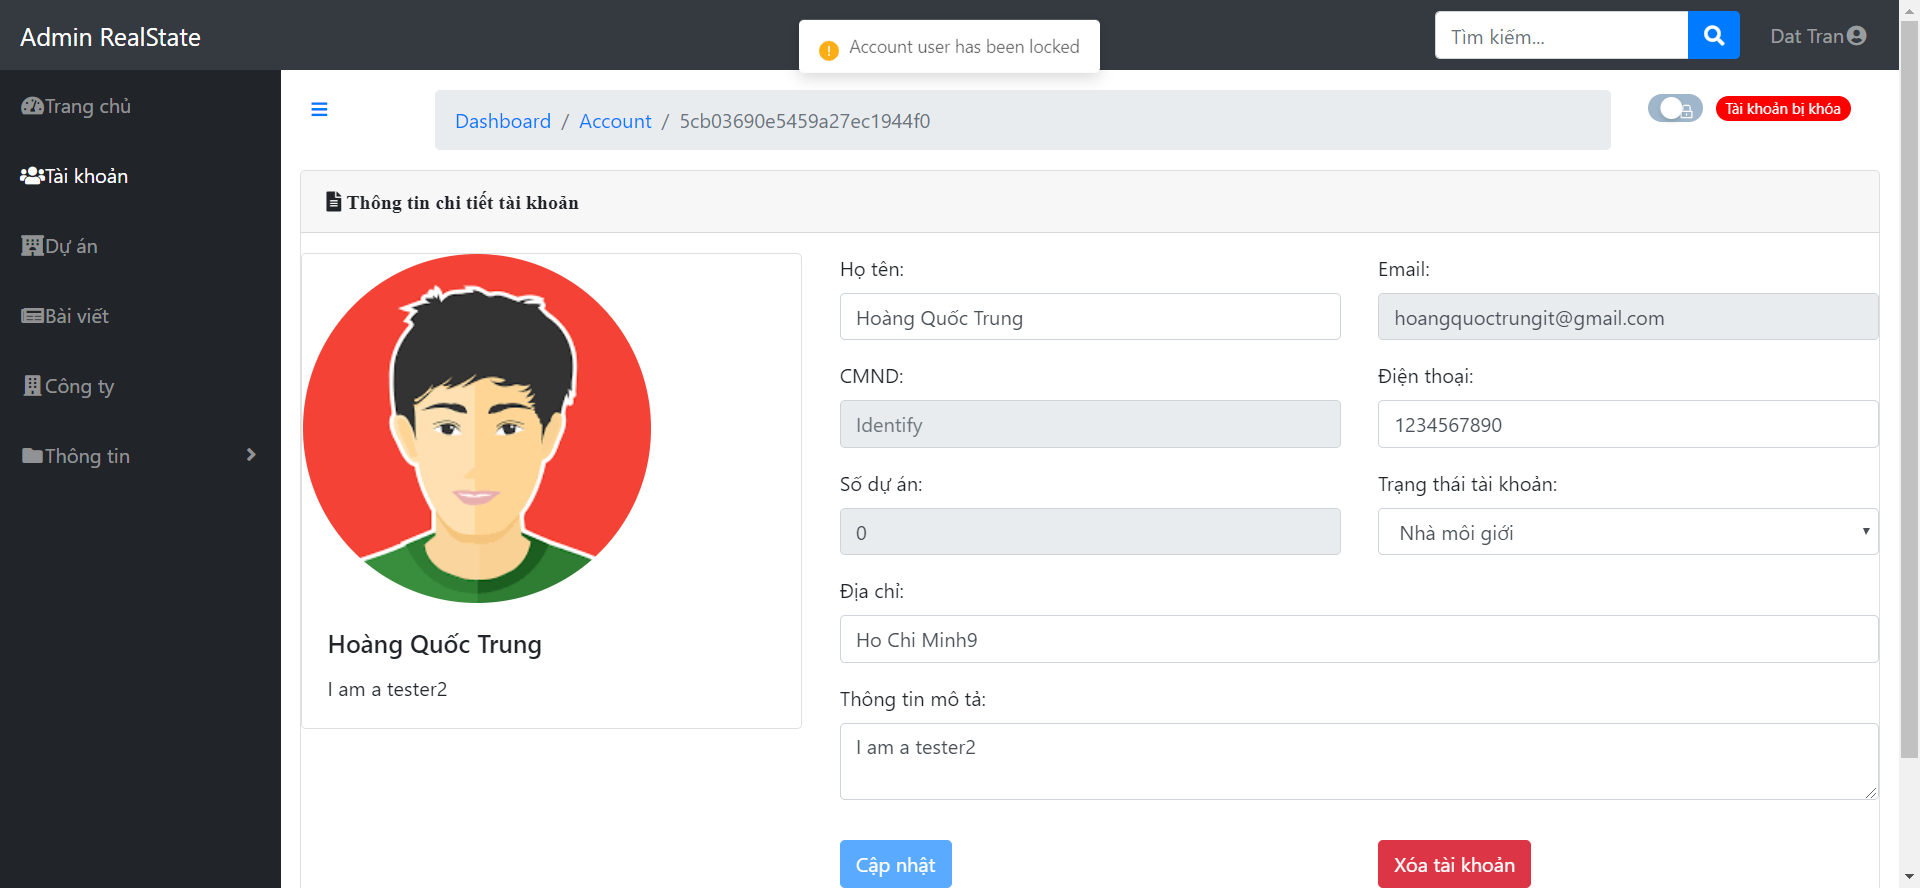 Admin RealState
Account user has been locked
Tìm kiếm...
Dat Tran
Trang chủ
Tài khoản
Dự án
Bài viết
Công ty
Thông tin
Dashboard / Account / 5cb03690e5459a27ec1944f0
Tài khoản bị khóa
Thông tin chi tiết tài khoản
Hoàng Quốc Trung
I am a tester2
Họ tên:
Hoàng Quốc Trung
Email:
hoangquoctrungit@gmail.com
CMND:
Identify
Điện thoại:
1234567890
Số dự án:
0
Trạng thái tài khoản:
Nhà môi giới
Địa chỉ:
Ho Chi Minh9
Thông tin mô tả:
I am a tester2
Cập nhật
Xóa tài khoản